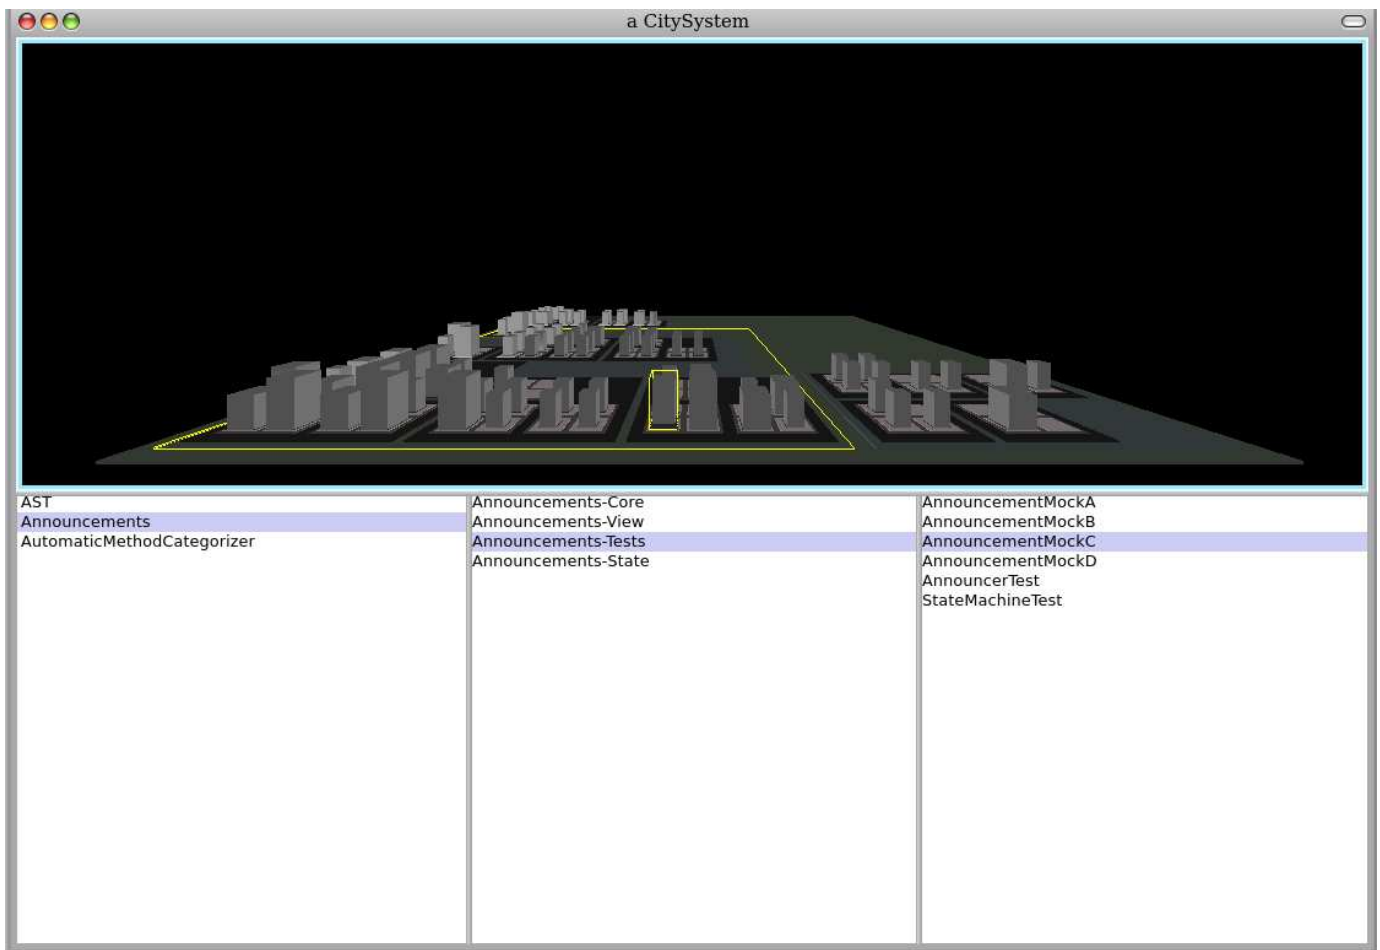 a CitySystem
AST
Announcements
AutomaticMethodCategorizer
Announcements-Core
Announcements-View
Announcements-Tests
Announcements-State
AnnouncementMockA
AnnouncementMockB
AnnouncementMockC
AnnouncementMockD
AnnouncerTest
StateMachineTest